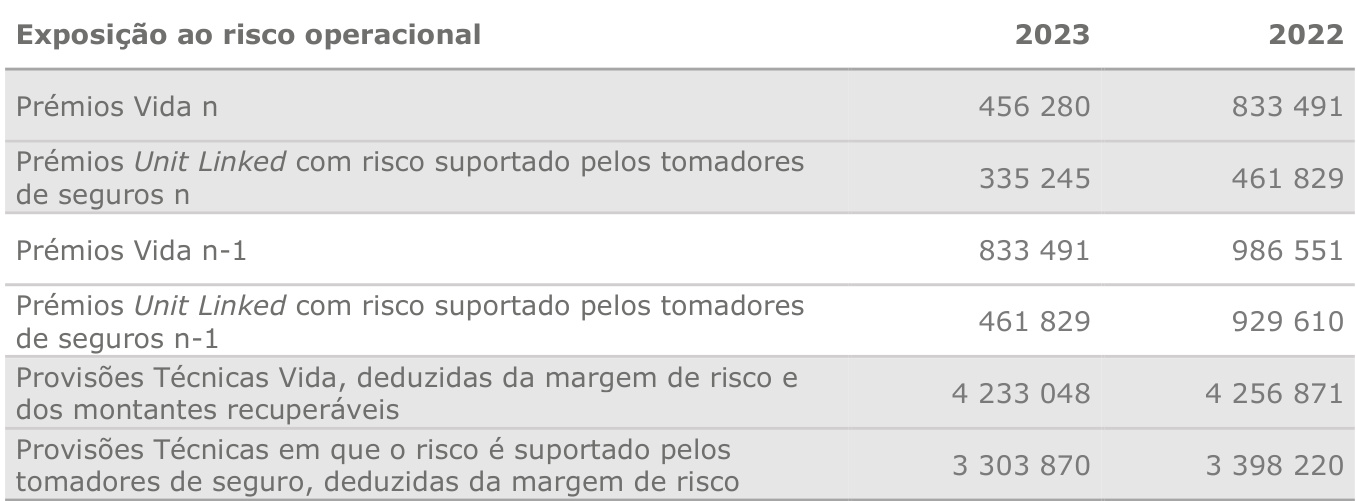 Exposição ao risco operacional 2023 2022
Prémios Vida n 456 280 833 491
Prémios Unit Linked com risco suportado pelos tomadores
de seguros n 335 245 461 829
Prémios Vida n-1 833 491 986 551
Prémios Unit Linked com risco suportado pelos tomadores
de seguros n-1 461 829 929 610
Provisões Técnicas Vida, deduzidas da margem de risco e
dos montantes recuperáveis 4 233 048 4 256 871
Provisões Técnicas em que o risco é suportado pelos
tomadores de seguro, deduzidas da margem de risco 3 303 870 3 398 220